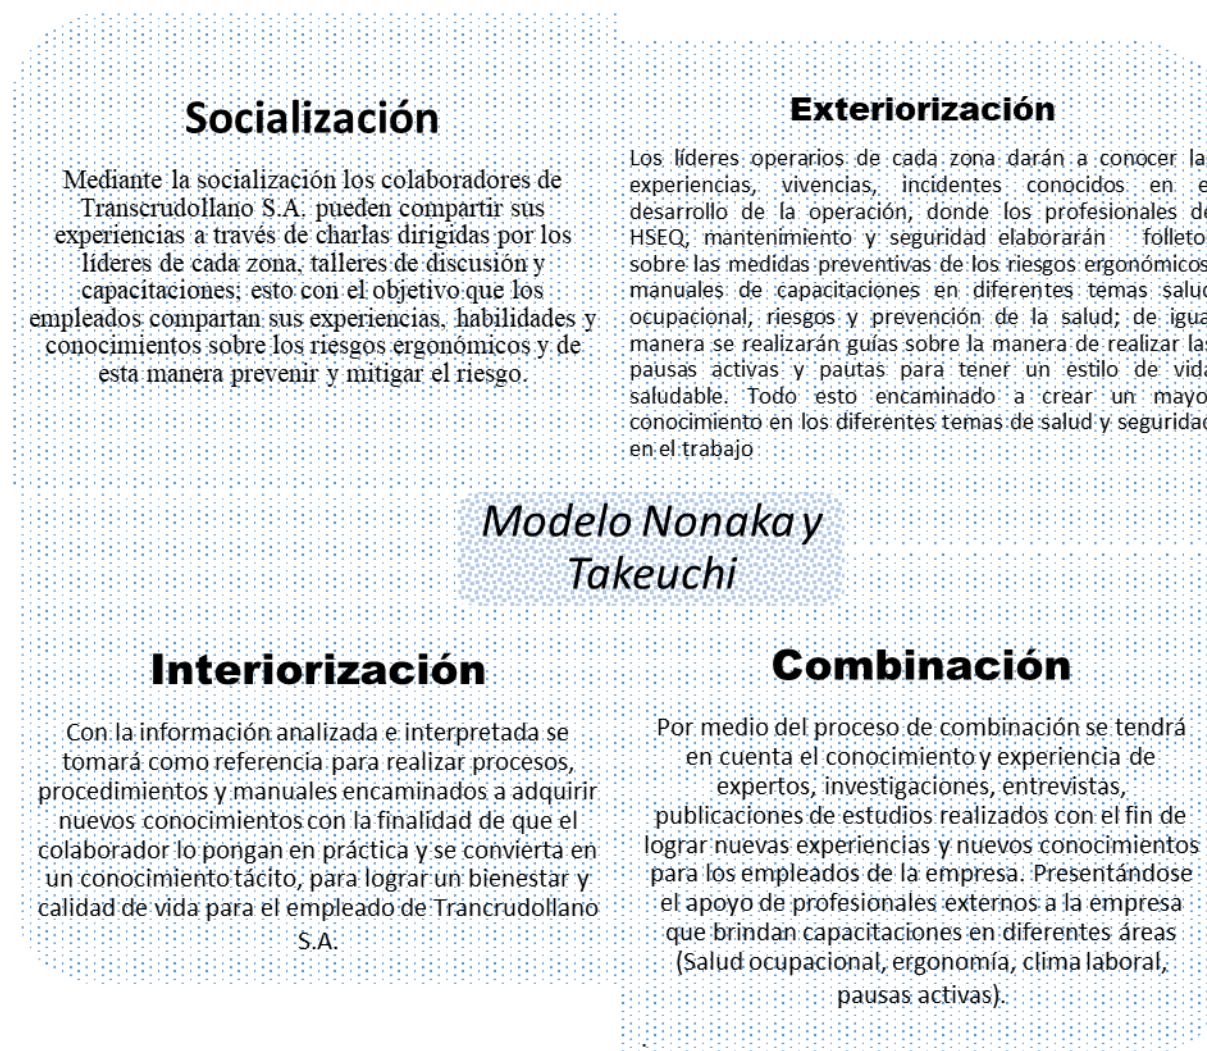 Socialización
Mediante la socialización los colaboradores de
Transcrudollano S.A. pueden compartir sus
experiencias a través de charlas dirigidas por los
líderes de cada zona, talleres de discusión y
capacitaciones; esto con el objetivo que los
empleados compartan sus experiencias, habilidades y
conocimientos sobre los riesgos ergonómicos y de
esta manera prevenir y mitigar el riesgo.
Exteriorización
Los líderes operarios de cada zona darán a conocer la
experiencias, vivencias, incidentes conocidos en e
desarrollo de la operación, donde los profesionales de
HSEQ, mantenimiento y seguridad elaborarán folleto
sobre las medidas preventivas de los riesgos ergonómicos
manuales de capacitaciones en diferentes temas salud
ocupacional, riesgos y prevención de la salud; de igua
manera se realizarán guías sobre la manera de realizar las
pausas activas y pautas para tener un estilo de vida
saludable. Todo esto encaminado a crear un mayo
conocimiento en los diferentes temas de salud y seguridad
en el trabajo
Modelo Nonaka y
Takeuchi
Interiorización
Con la información analizada e interpretada se
tomará como referencia para realizar procesos,
procedimientos y manuales encaminados a adquirir
nuevos conocimientos con la finalidad de que el
colaborador lo pongan en práctica y se convierta en
un conocimiento tácito, para lograr un bienestar y
calidad de vida para el empleado de Trancrudollano
S.A.
Combinación
Por medio del proceso de combinación se tendrá
en cuenta el conocimiento y experiencia de
expertos, investigaciones, entrevistas,
publicaciones de estudios realizados con el fin de
lograr nuevas experiencias y nuevos conocimientos
para los empleados de la empresa. Presentándose
el apoyo de profesionales externos a la empresa
que brindan capacitaciones en diferentes áreas
(Salud ocupacional, ergonomía, clima laboral,
pausas activas).
.